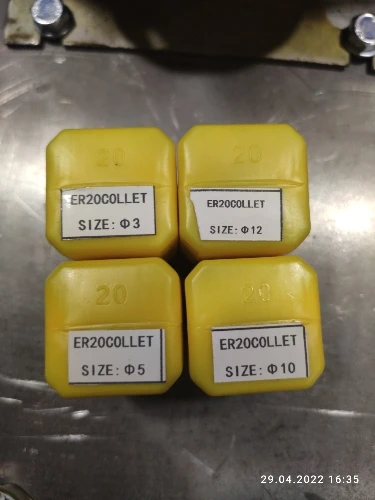 20
ER20COLLET
SIZE: Φ3
20
ER20COLLET
SIZE: Φ12
20
ER20COLLET
SIZE: Φ5
20
ER20COLLET
SIZE: Φ10
29.04.2022 16:35